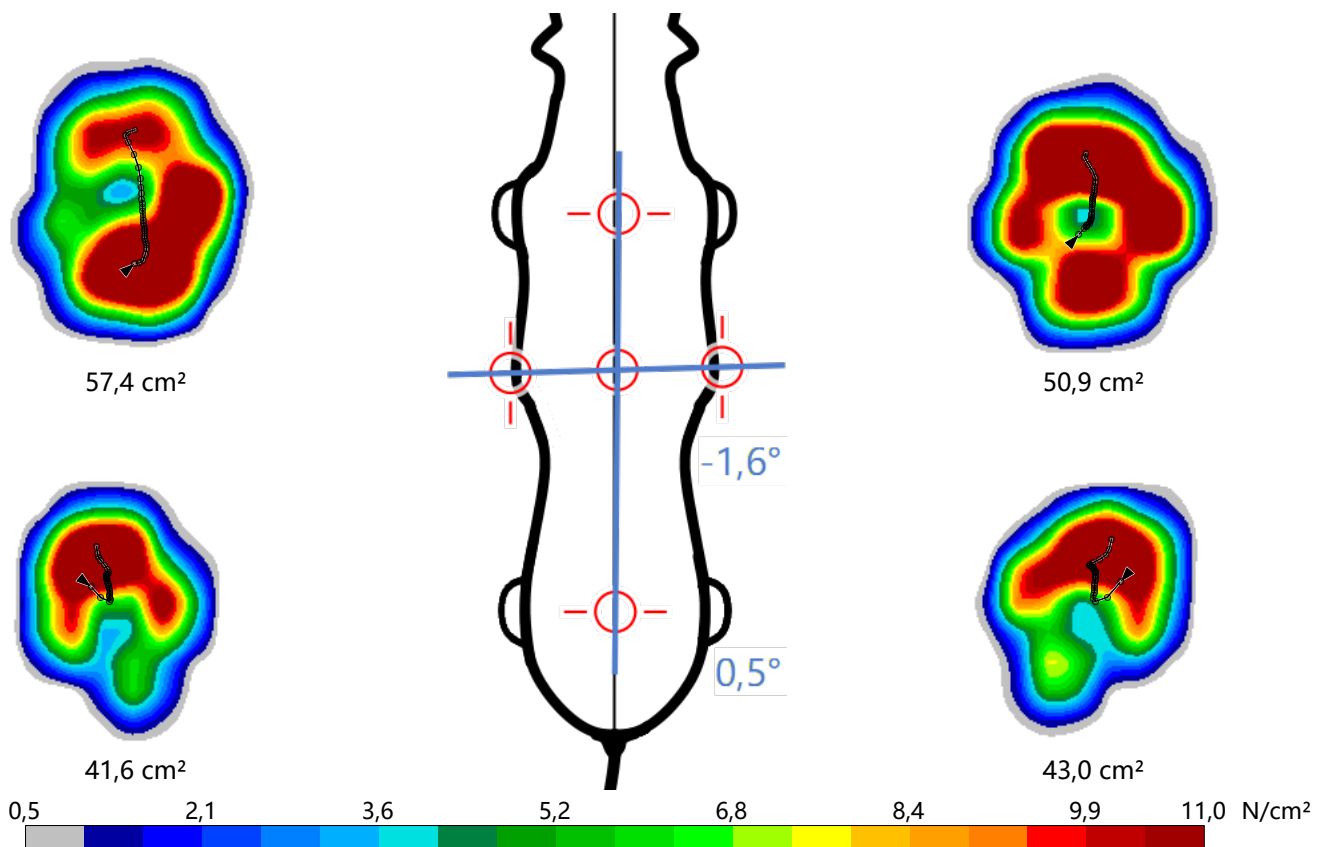 57,4 cm²
50,9 cm²
-1,6°
0,5°
41,6 cm²
43,0 cm²
0,5 2,1 3,6 5,2 6,8 8,4 9,9 11,0 N/cm²